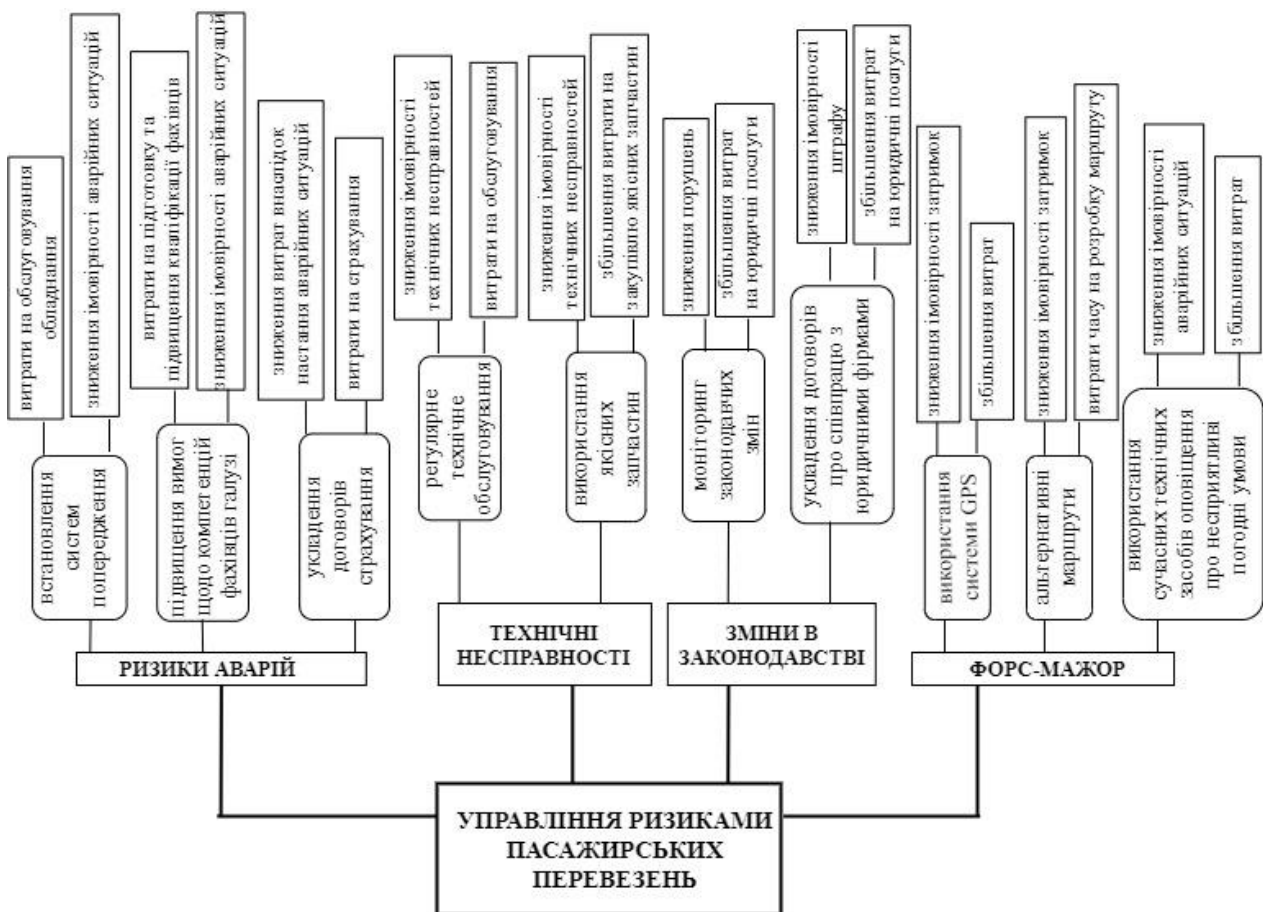 витрати на обслуговування
обладнання
зниження імовірності аварійних ситуацій
витрати на підготовку та
підвищення кваліфікації фахівців
зниження імовірності аварійних ситуацій
зниження витрат внаслідок
настання аварійних ситуацій
витрати на страхування
зниження імовірності
технічних несправностей
витрати на обслуговування
зниження імовірності
технічних несправностей
збільшення витрати на
закупівлю якісних запчастин
зниження порушень
збільшення витрат
на юридичні послуги
зниження імовірності
штрафу
збільшення витрат
на юридичні послуги
зниження імовірності затримок
збільшення витрат
зниження імовірності затримок
витрати часу на розробку маршруту
зниження імовірності
аварійних ситуацій
збільшення витрат
встановлення
систем
попередження
підвищення вимог
щодо компетенцій
фахівців галузі
укладення
договорів
страхування
регулярне
технічне
обслуговування
використання
якісних
запчастин
моніторинг
законодавчих
змін
укладення договорів
про співпрацю з
юридичними фірмами
використання
системи GPS
альтернативні
маршрути
використання
сучасних технічних
засобів оповіщення
про несприятливі
погодні умови
РИЗИКИ АВАРІЙ
ТЕХНІЧНІ
НЕСПРАВНОСТІ
ЗМІНИ В
ЗАКОНОДАВСТВІ
ФОРС-МАЖОР
УПРАВЛІННЯ РИЗИКАМИ
ПАСАЖИРСЬКИХ
ПЕРЕВЕЗЕНЬ